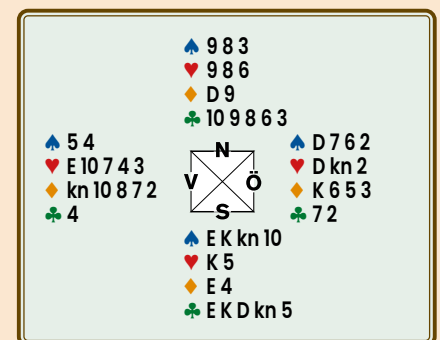 ♠ 9 8 3
♥ 9 8 6
♦ D 9
♣ 10 9 8 6 3
♠ 5 4
♥ E 10 7 4 3
♦ kn 10 8 7 2
♣ 4
N
V Ö
S
♠ D 7 6 2
♥ D kn 2
♦ K 6 5 3
♣ 7 2
♠ E K kn 10
♥ K 5
♦ E 4
♣ E K D kn 5